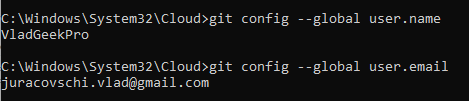 C:\Windows\System32\Cloud>git config --global user.name
VladGeekPro
C:\Windows\System32\Cloud>git config --global user.email
juracovschi.vlad@gmail.com